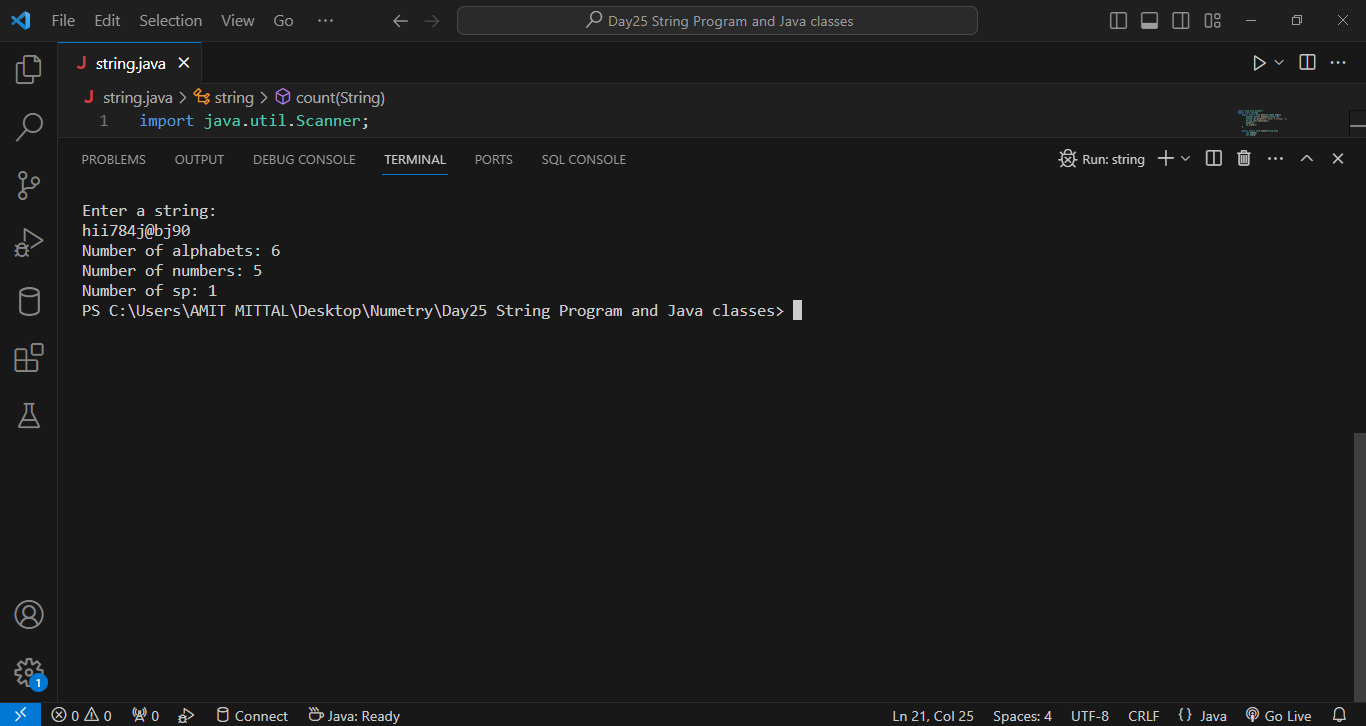 File Edit Selection View Go ··· Day25 String Program and Java classes
J string.java
J string.java > string > count(String)
1 import java.util.Scanner;
PROBLEMS OUTPUT DEBUG CONSOLE TERMINAL PORTS SQL CONSOLE Run: string
Enter a string:
hii784j@bj90
Number of alphabets: 6
Number of numbers: 5
Number of sp: 1
PS C:\Users\AMIT MITTAL\Desktop\Numetry\Day25 String Program and Java classes>
1
0 0 0 Connect Java: Ready Ln 21, Col 25 Spaces: 4 UTF-8 CRLF {} Java Go Live